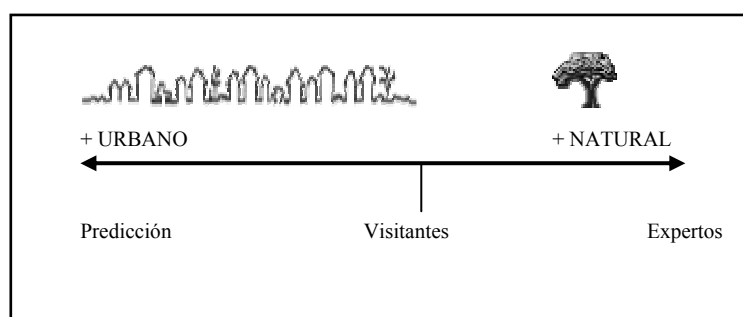 + URBANO + NATURAL
Predicción Visitantes Expertos